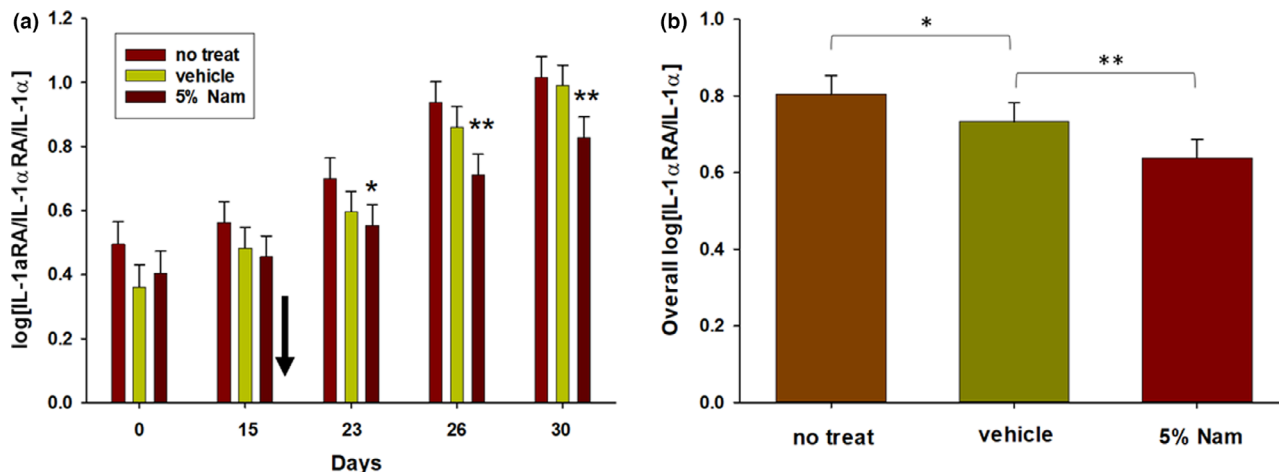 (a)
1.2
1.0
0.8
0.6
0.4
0.2
0.0
log[IL-1aRA/IL-1αRA/IL-1α]
no treat
vehicle
5% Nam
*
**
**
0 15 23 26 30
Days
(b)
1.0
0.8
0.6
0.4
0.2
0.0
Overall log[IL-1αRA/IL-1α]
*
**
no treat vehicle 5% Nam